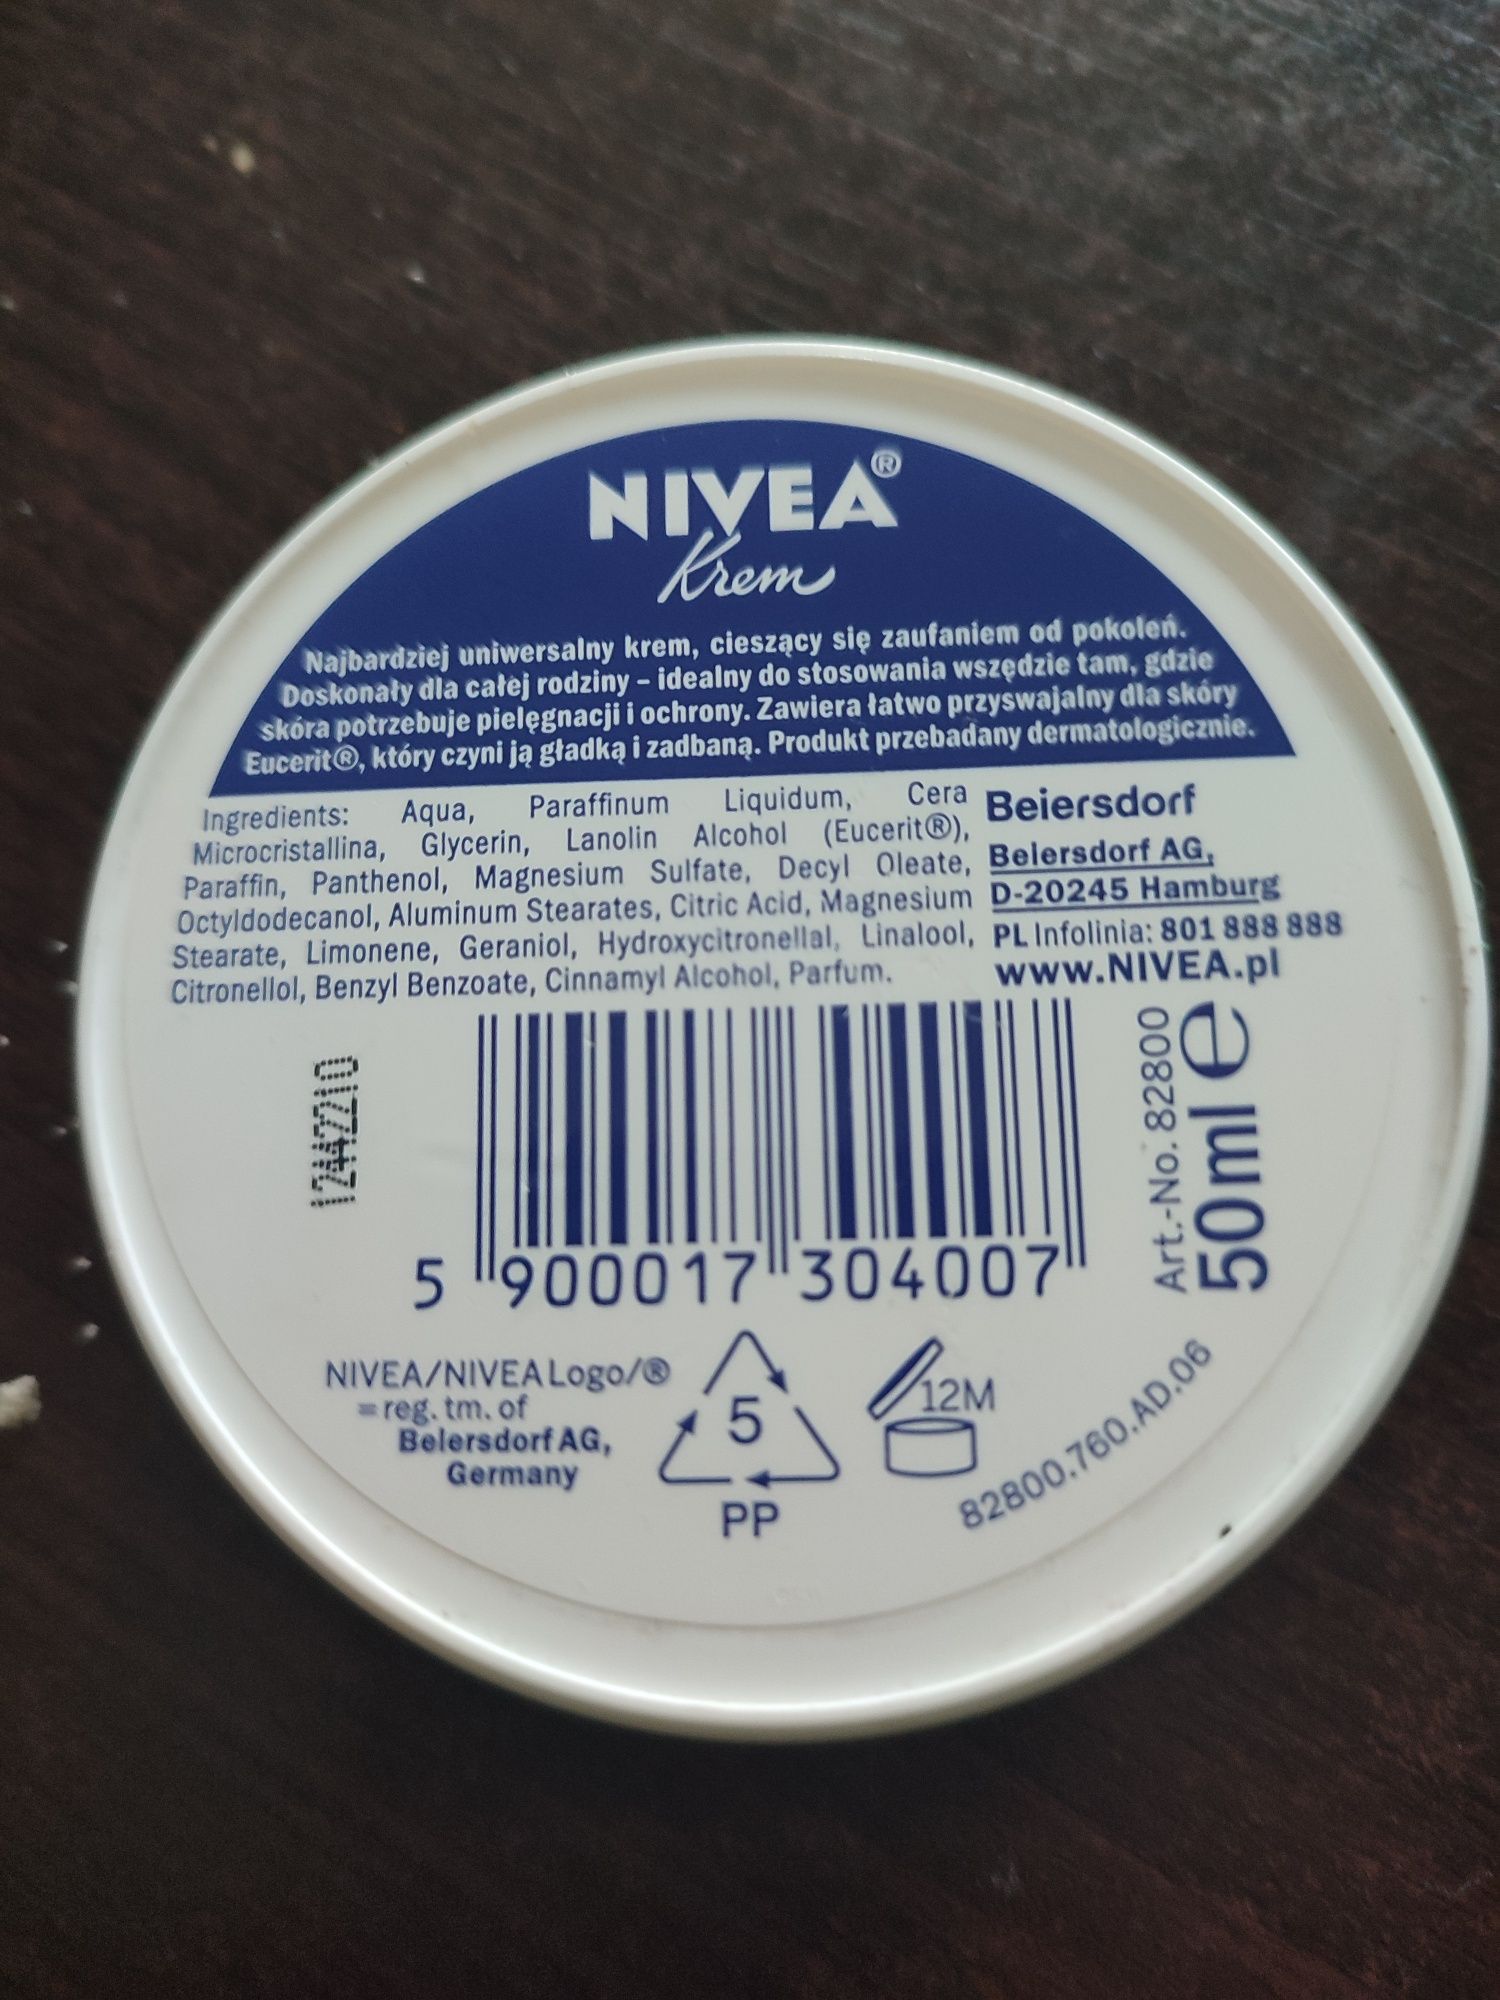 NIVEA®
Krem
Najbardziej uniwersalny krem, cieszący się zaufaniem od pokoleń.
Doskonały dla całej rodziny – idealny do stosowania wszędzie tam, gdzie
skóra potrzebuje pielęgnacji i ochrony. Zawiera łatwo przyswajalny dla skóry
Eucerit®, który czyni ją gładką i zadbaną. Produkt przebadany dermatologicznie.
Ingredients: Aqua, Paraffinum Liquidum, Cera
Microcristallina, Glycerin, Lanolin Alcohol (Eucerit®),
Paraffin, Panthenol, Magnesium Sulfate, Decyl Oleate,
Octyldodecanol, Aluminum Stearates, Citric Acid, Magnesium
Stearate, Limonene, Geraniol, Hydroxycitronellal, Linalool,
Citronellol, Benzyl Benzoate, Cinnamyl Alcohol, Parfum.
Beiersdorf
Beiersdorf AG,
D-20245 Hamburg
PL Infolinia: 801 888 888
www.NIVEA.pl
12442210
5 900017 304007
Art.-No. 82800
50ml e
NIVEA/NIVEA Logo/®
= reg. tm. of
Beiersdorf AG,
Germany
5
PP
12M
82800.760.AD.06